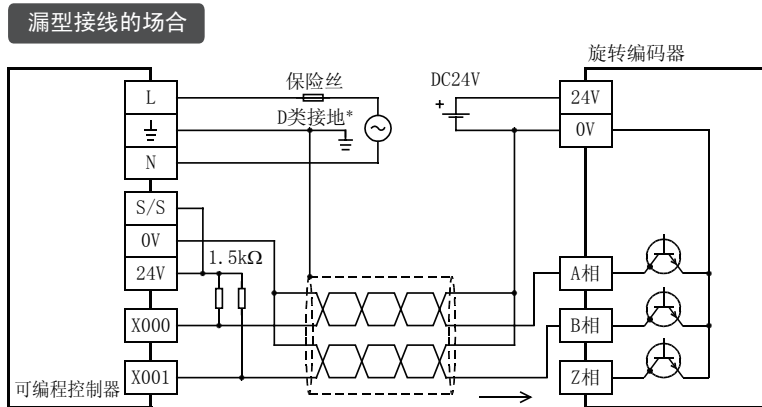 漏型接线的场合
旋转编码器
保险丝
DC24V
L
24V
D类接地*
+
0V
N
S/S
0V
1.5kΩ
24V
A相
X000
B相
X001
Z相
可编程控制器